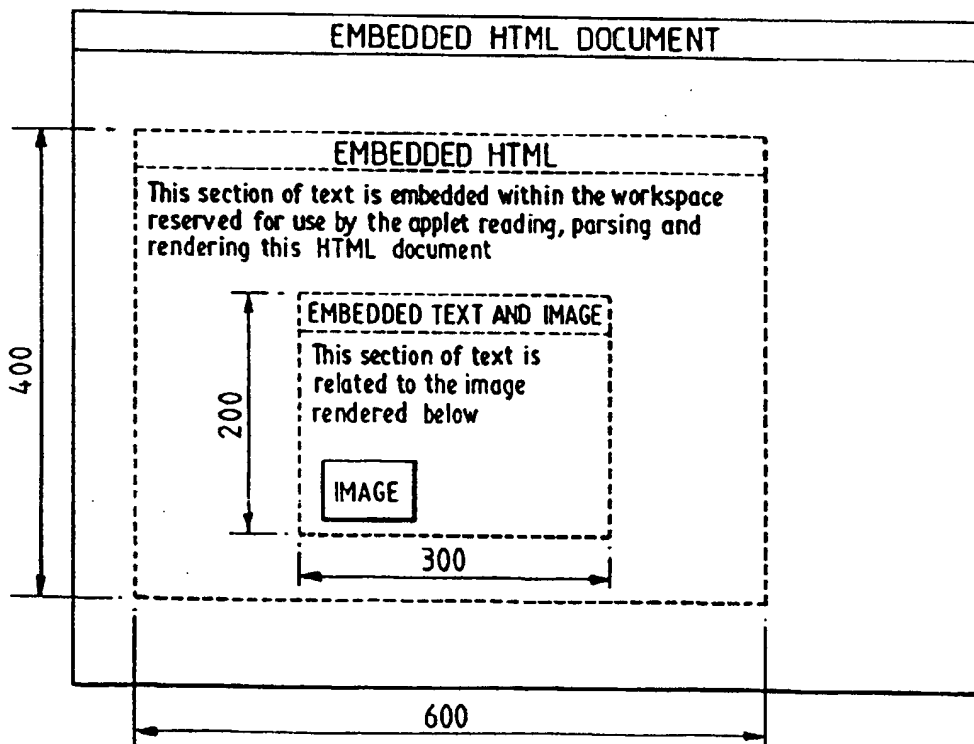 EMBEDDED HTML DOCUMENT
EMBEDDED HTML
This section of text is embedded within the workspace
reserved for use by the applet reading, parsing and
rendering this HTML document
EMBEDDED TEXT AND IMAGE
This section of text is
related to the image
rendered below
400
200
IMAGE
300
600